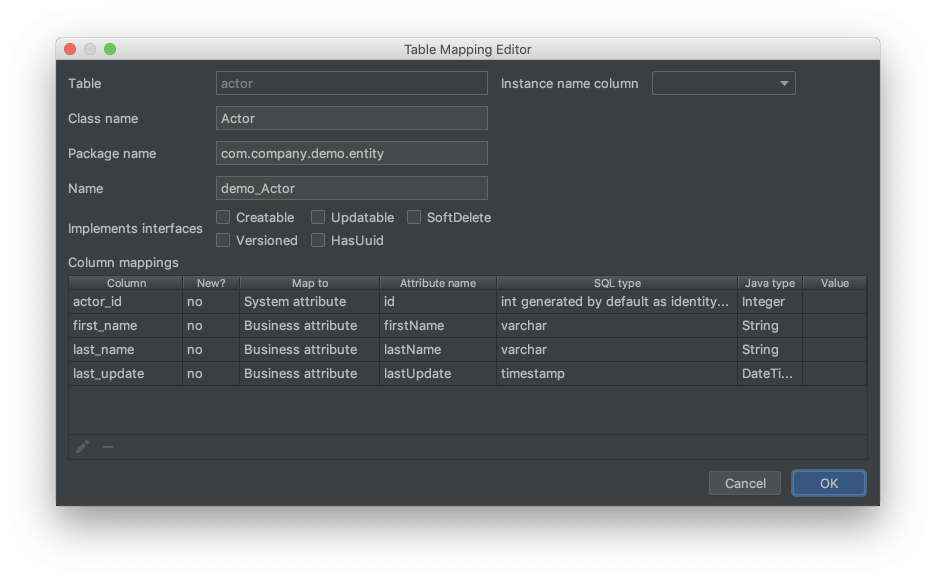 Table Mapping Editor
Table actor Instance name column
Class name Actor
Package name com.company.demo.entity
Name demo_Actor
Implements interfaces Creatable Updatable SoftDelete
Versioned HasUuid
Column mappings
Column New? Map to Attribute name SQL type Java type Value
actor_id no System attribute id int generated by default as identity... Integer
first_name no Business attribute firstName varchar String
last_name no Business attribute lastName varchar String
last_update no Business attribute lastUpdate timestamp DateTi...
Cancel OK